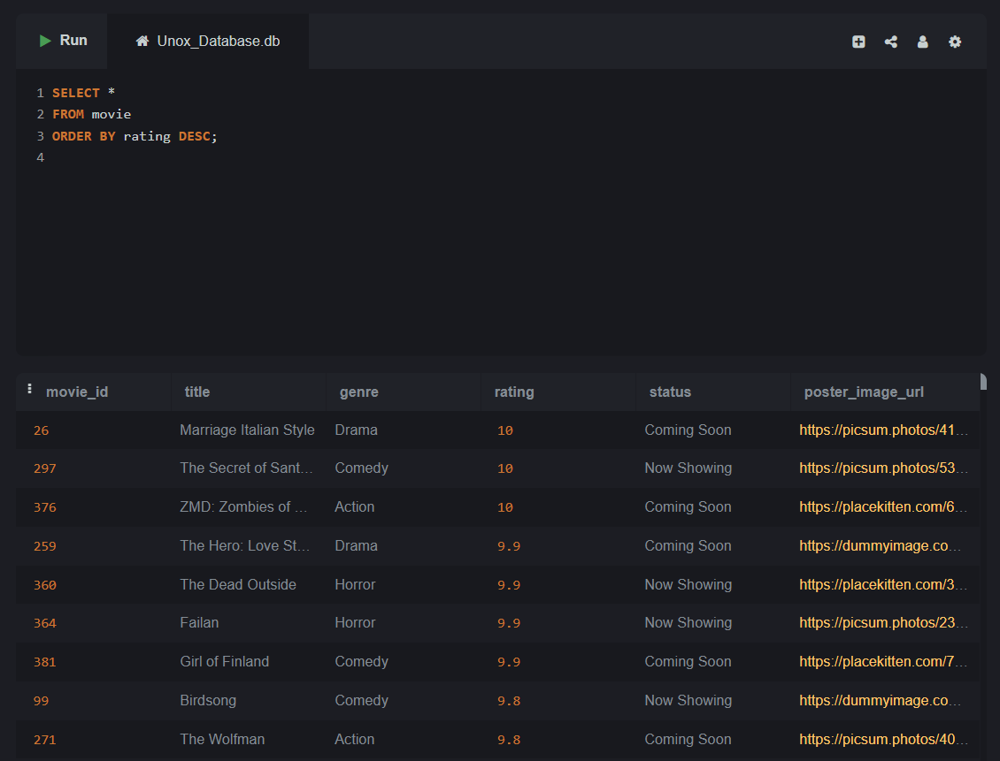 Run
Unox_Database.db
1 SELECT *
2 FROM movie
3 ORDER BY rating DESC;
4
movie_id title genre rating status poster_image_url
26 Marriage Italian Style Drama 10 Coming Soon https://picsum.photos/41...
297 The Secret of Sant... Comedy 10 Now Showing https://picsum.photos/53...
376 ZMD: Zombies of ... Action 10 Coming Soon https://placekitten.com/6...
259 The Hero: Love St... Drama 9.9 Coming Soon https://dummyimage.co...
360 The Dead Outside Horror 9.9 Now Showing https://placekitten.com/3...
364 Failan Horror 9.9 Now Showing https://picsum.photos/23...
381 Girl of Finland Comedy 9.9 Coming Soon https://placekitten.com/7...
99 Birdsong Comedy 9.8 Now Showing https://dummyimage.co...
271 The Wolfman Action 9.8 Coming Soon https://picsum.photos/40...